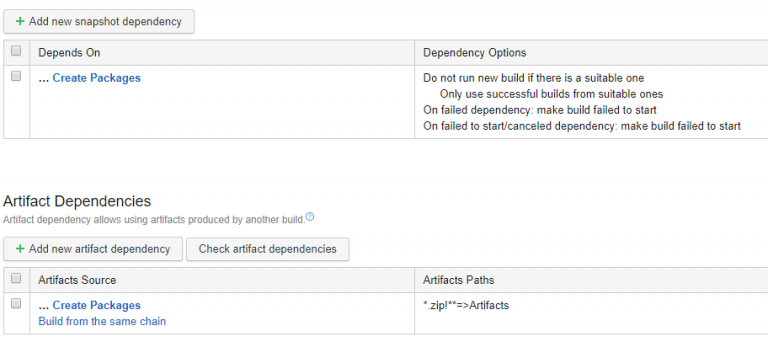 + Add new snapshot dependency
Depends On
Dependency Options
... Create Packages
Do not run new build if there is a suitable one
Only use successful builds from suitable ones
On failed dependency: make build failed to start
On failed to start/canceled dependency: make build failed to start
Artifact Dependencies
Artifact dependency allows using artifacts produced by another build.?
+ Add new artifact dependency
Check artifact dependencies
Artifacts Source
Artifacts Paths
... Create Packages
*.zip!**=>Artifacts
Build from the same chain